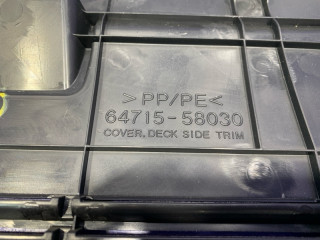 >PP/PE<
64715-58030
COVER, DECK SIDE TRIM